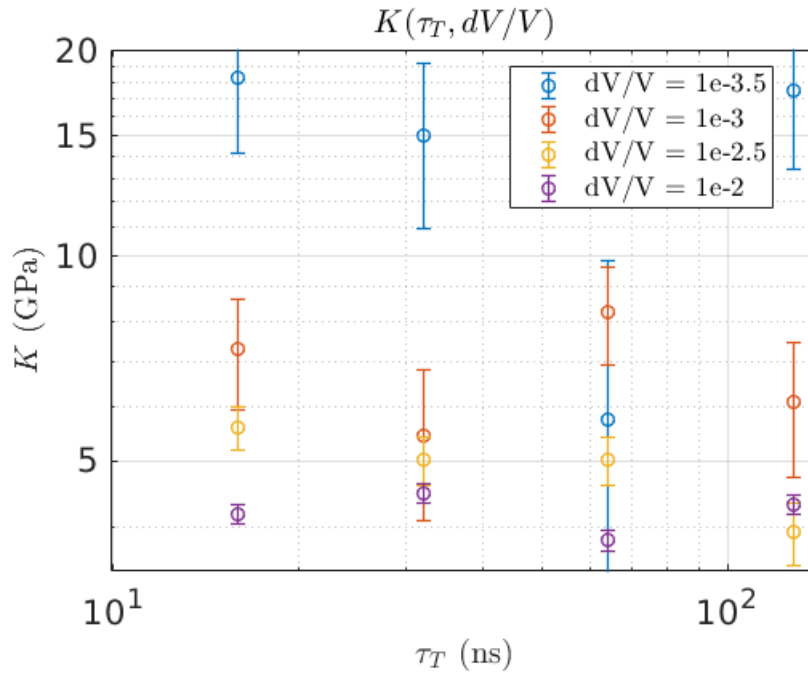 K(τ_T, dV/V)
20
15
10
5
K (GPa)
dV/V = 1e-3.5
dV/V = 1e-3
dV/V = 1e-2.5
dV/V = 1e-2
10^1
10^2
τ_T (ns)